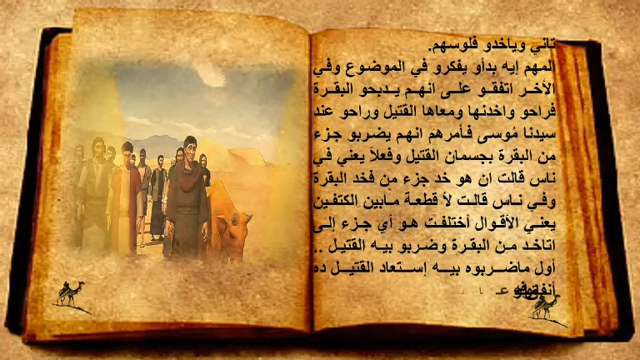 تاني وياخدو فلوسهم.
المهم إيه بدأو يفكرو في الموضوع وفي
الأخر اتفقو على انهم يدبحو البقرة
فراحو واخدنها ومعاها القتيل وراحو عند
سيدنا مُوسى فأمرهم انهم يضربو جزء
من البقرة بجسمان القتيل وفعلاً يعني في
ناس قالت ان هو خد جزء من فخد البقرة
وفي ناس قالت لأ قطعة مابين الكتفين
يعني الأقوال أختلفت هو أي جزء إلى
اتاخد من البقرة وضربو بيه القتيل ..
أول ماضربوه بيه إستعاد القتيل ده